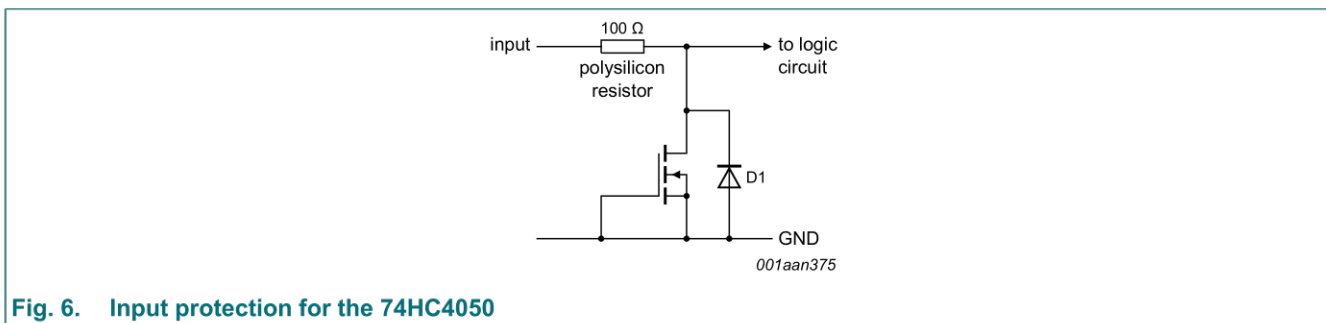 100 Ω
input
to logic
circuit
polysilicon
resistor
D1
GND
001aan375
Fig. 6. Input protection for the 74HC4050